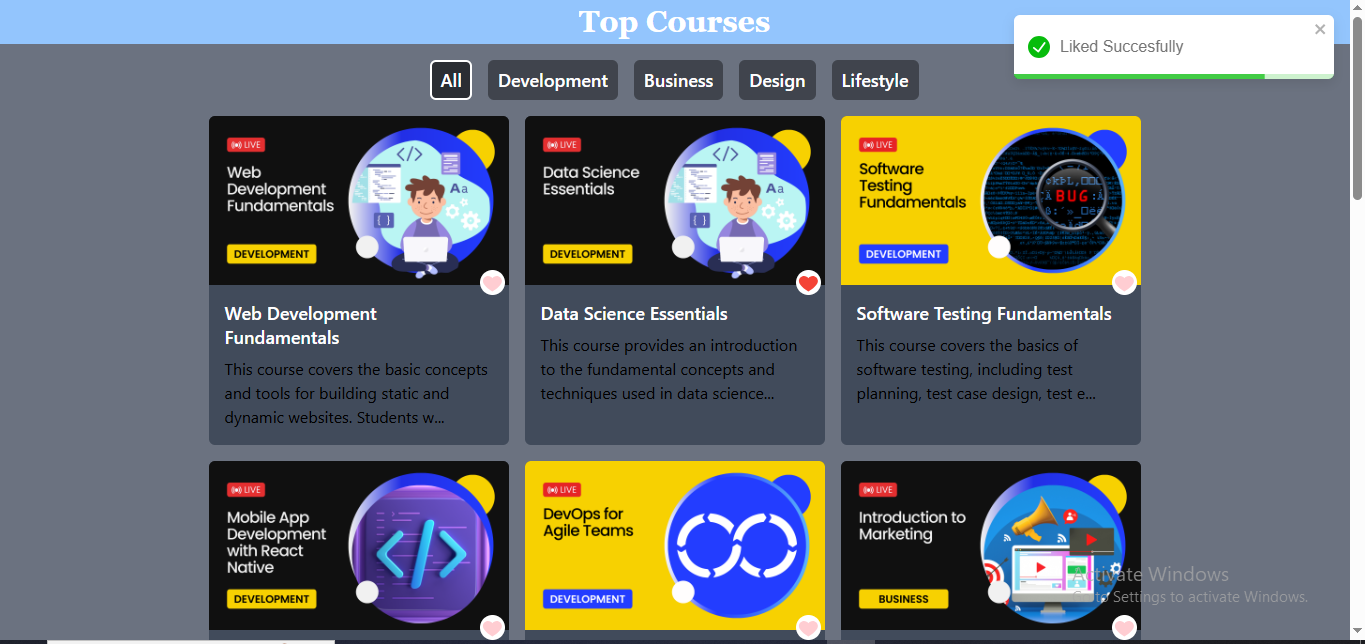 Top Courses
Liked Succesfully
All
Development
Business
Design
Lifestyle
LIVE
Web
Development
Fundamentals
DEVELOPMENT
Web Development
Fundamentals
This course covers the basic concepts
and tools for building static and
dynamic websites. Students w...
LIVE
Data Science
Essentials
Aa
DEVELOPMENT
Data Science Essentials
This course provides an introduction
to the fundamental concepts and
techniques used in data science...
LIVE
Software
Testing
Fundamentals
BUG
DEVELOPMENT
Software Testing Fundamentals
This course covers the basics of
software testing, including test
planning, test case design, test e...
LIVE
Mobile App
Development
with React
Native
</>
DEVELOPMENT
LIVE
DevOps for
Agile Teams
DEVELOPMENT
LIVE
Introduction to
Marketing
BUSINESS
Activate Windows
Go to Settings to activate Windows.